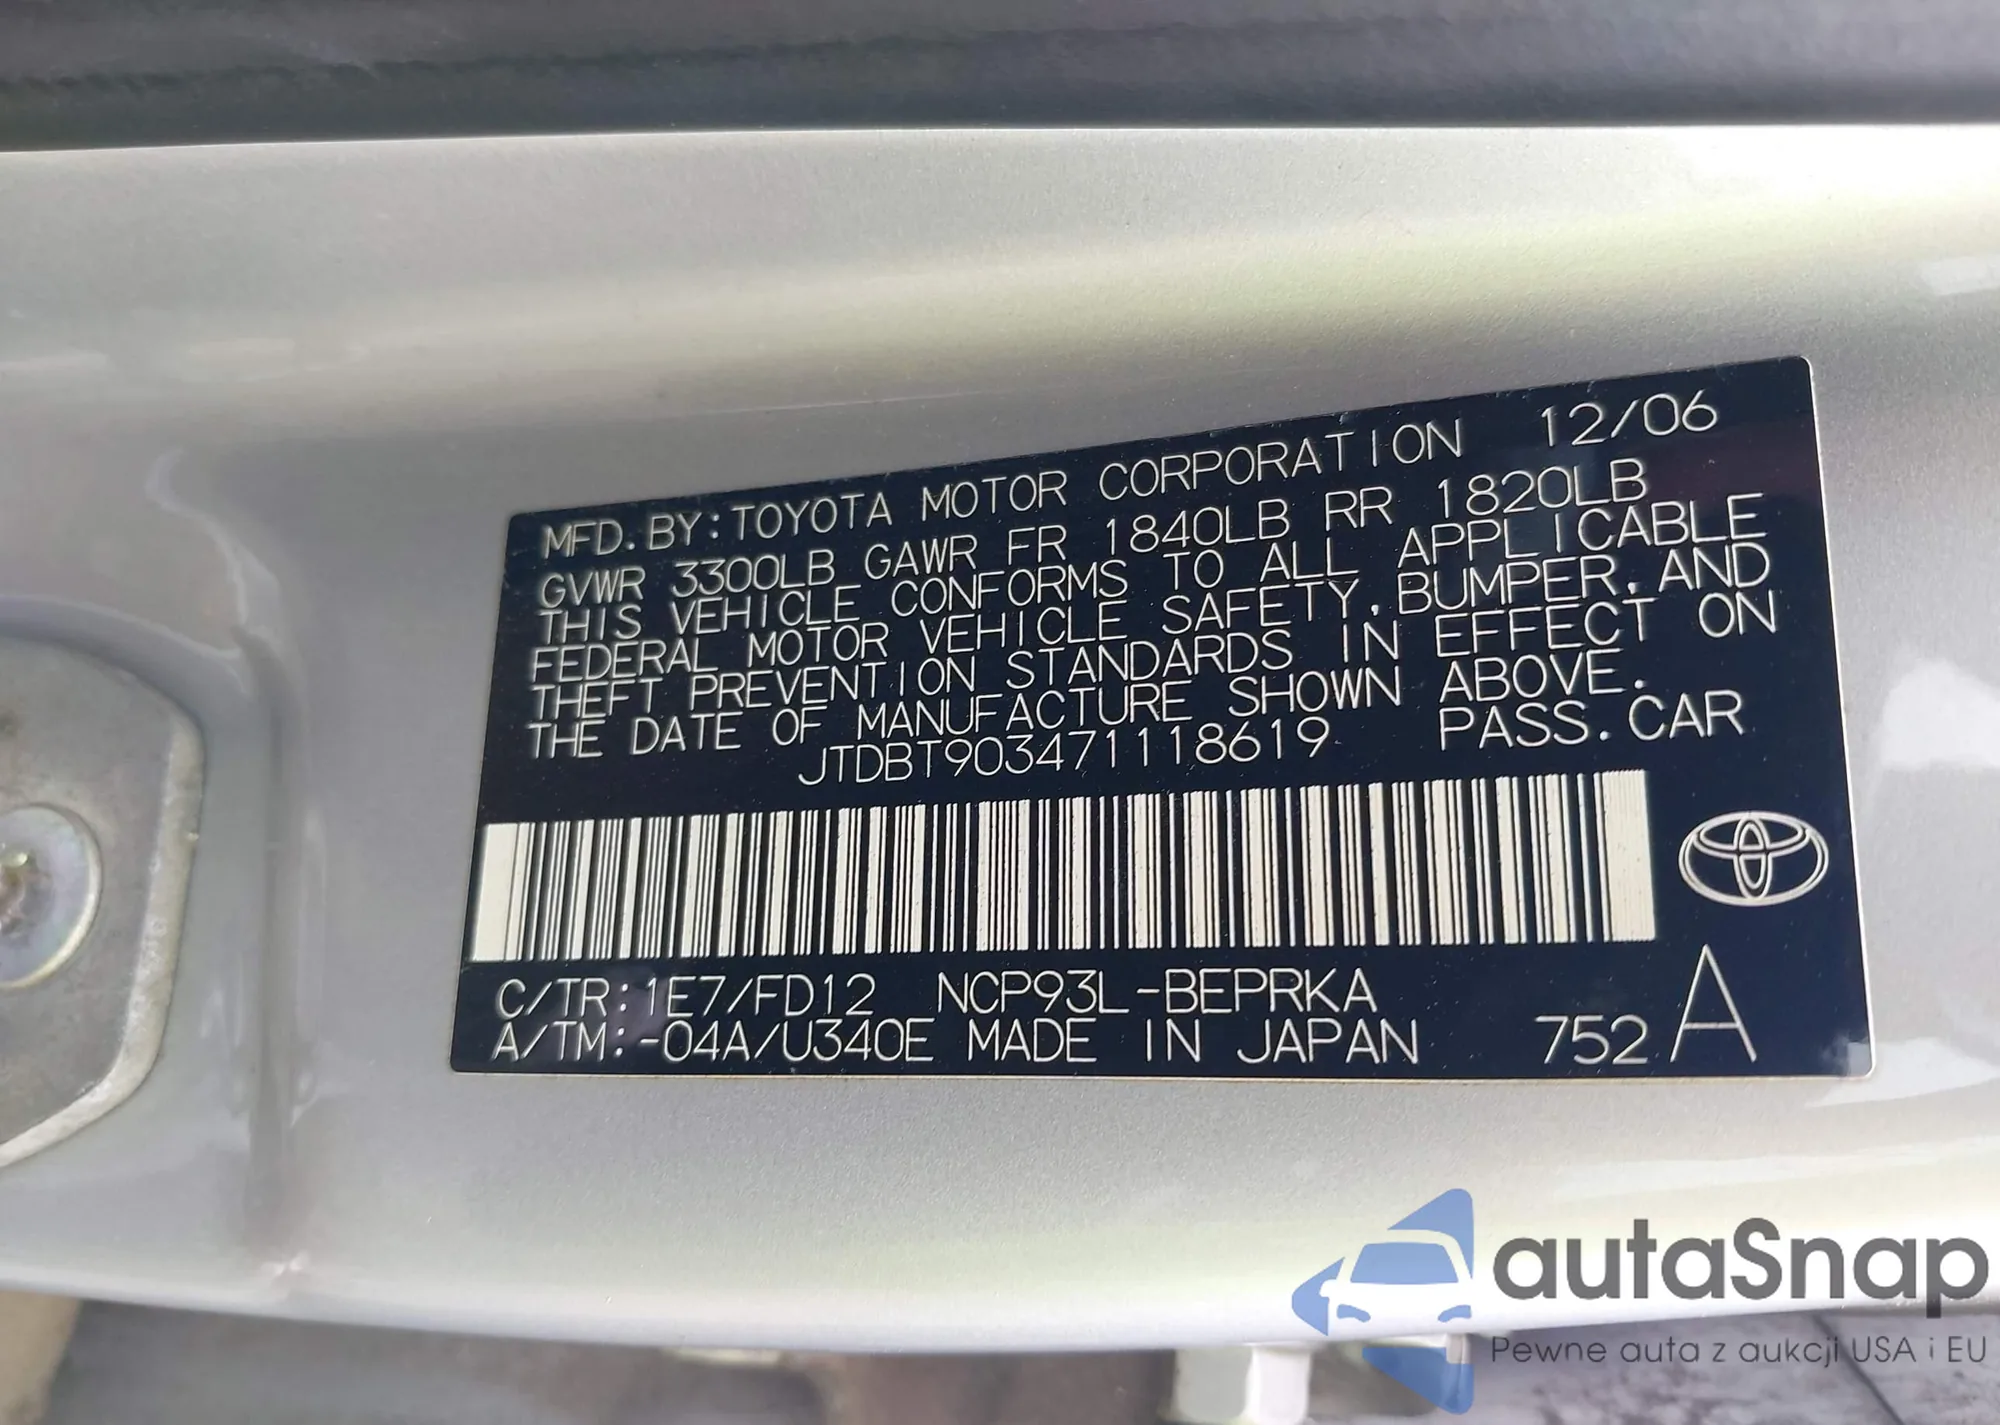 MFD. BY: TOYOTA MOTOR CORPORATION 12/06
GVWR 3300LB GAWR FR 1840LB RR 1820LB
THIS VEHICLE CONFORMS TO ALL APPLICABLE
FEDERAL MOTOR VEHICLE SAFETY, BUMPER, AND
THEFT PREVENTION STANDARDS IN EFFECT ON
THE DATE OF MANUFACTURE SHOWN ABOVE.
JTDBT903471118619 PASS. CAR
C/TR: 1E7/FD12 NCP93L-BEPRKA
A/TM: -04A/U340E MADE IN JAPAN 752 A
autaSnap
Pewne auta z aukcji USA i EU